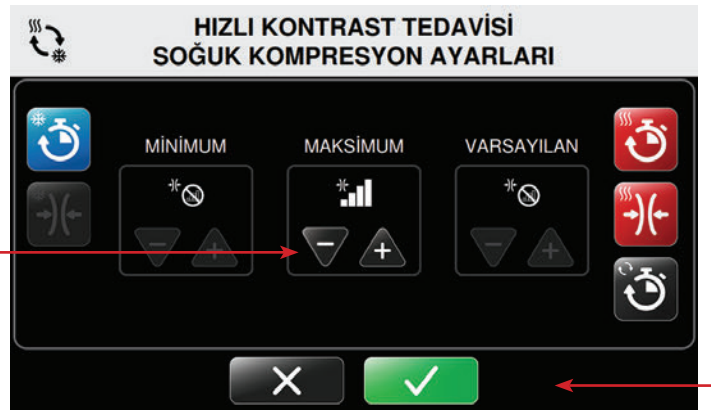 HIZLI KONTRAST TEDAVİSİ
SOĞUK KOMPRESYON AYARLARI
MİNİMUM MAKSİMUM VARSAYILAN